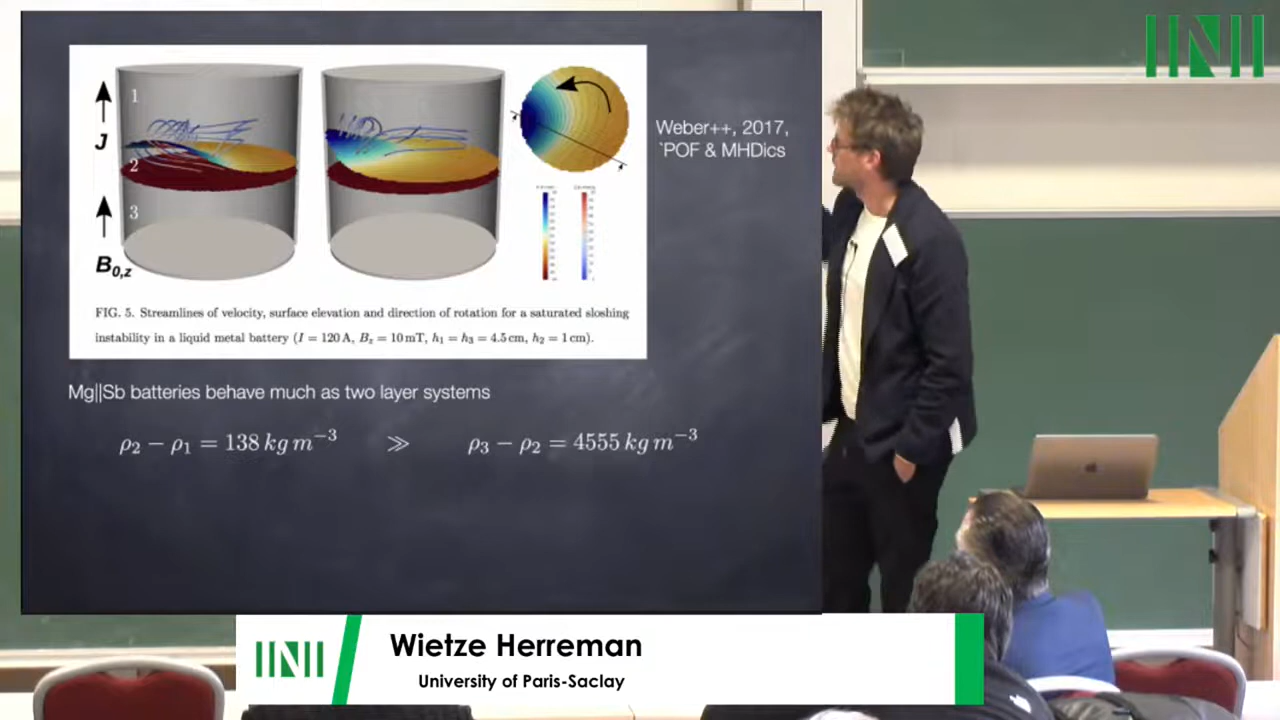 1
J
2
3
B0,z
Weber++, 2017,
`POF & MHDics
FIG. 5. Streamlines of velocity, surface elevation and direction of rotation for a saturated sloshing
instability in a liquid metal battery (I = 120 A, Bz = 10 mT, h1 = h3 = 4.5 cm, h2 = 1 cm).
Mg||Sb batteries behave much as two layer systems
ρ2 − ρ1 = 138 kg m−3 ≫ ρ3 − ρ2 = 4555 kg m−3
Wietze Herreman
University of Paris-Saclay